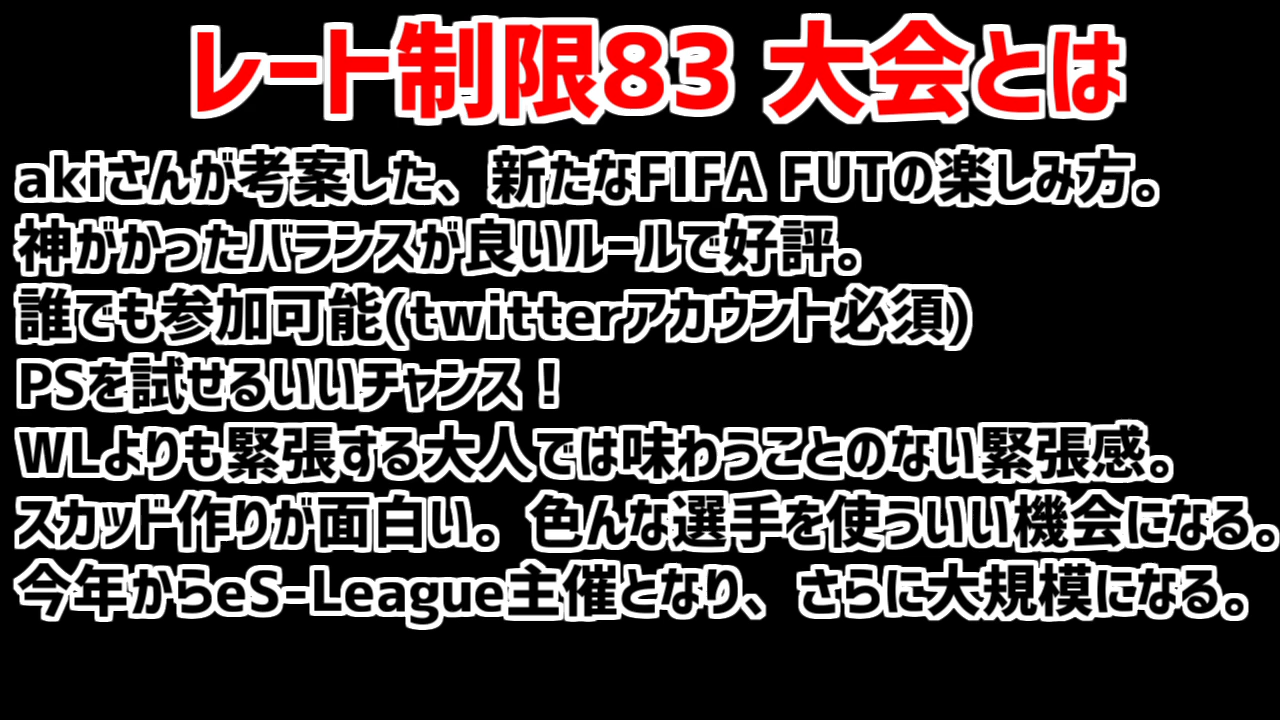 レート制限83 大会とは
akiさんが考案した、新たなFIFA FUTの楽しみ方。
神がかったバランスが良いルールで好評。
誰でも参加可能(twitterアカウント必須)
PSを試せるいいチャンス！
WLよりも緊張する大人では味わうことのない緊張感。
スカッド作りが面白い。色んな選手を使ういい機会になる。
今年からeS-League主催となり、さらに大規模になる。